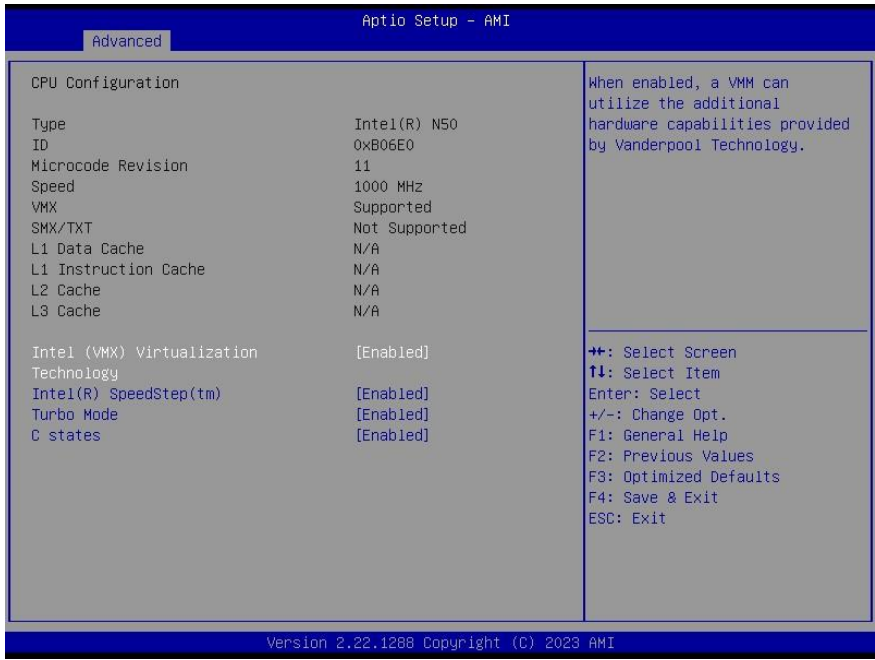 Aptio Setup - AMI
Advanced
CPU Configuration
Type Intel(R) N50
ID 0xB06E0
Microcode Revision 11
Speed 1000 MHz
VMX Supported
SMX/TXT Not Supported
L1 Data Cache N/A
L1 Instruction Cache N/A
L2 Cache N/A
L3 Cache N/A
Intel (VMX) Virtualization [Enabled]
Technology
Intel(R) SpeedStep(tm) [Enabled]
Turbo Mode [Enabled]
C states [Enabled]
When enabled, a VMM can
utilize the additional
hardware capabilities provided
by Vanderpool Technology.
→←: Select Screen
↑↓: Select Item
Enter: Select
+/-: Change Opt.
F1: General Help
F2: Previous Values
F3: Optimized Defaults
F4: Save & Exit
ESC: Exit
Version 2.22.1288 Copyright (C) 2023 AMI